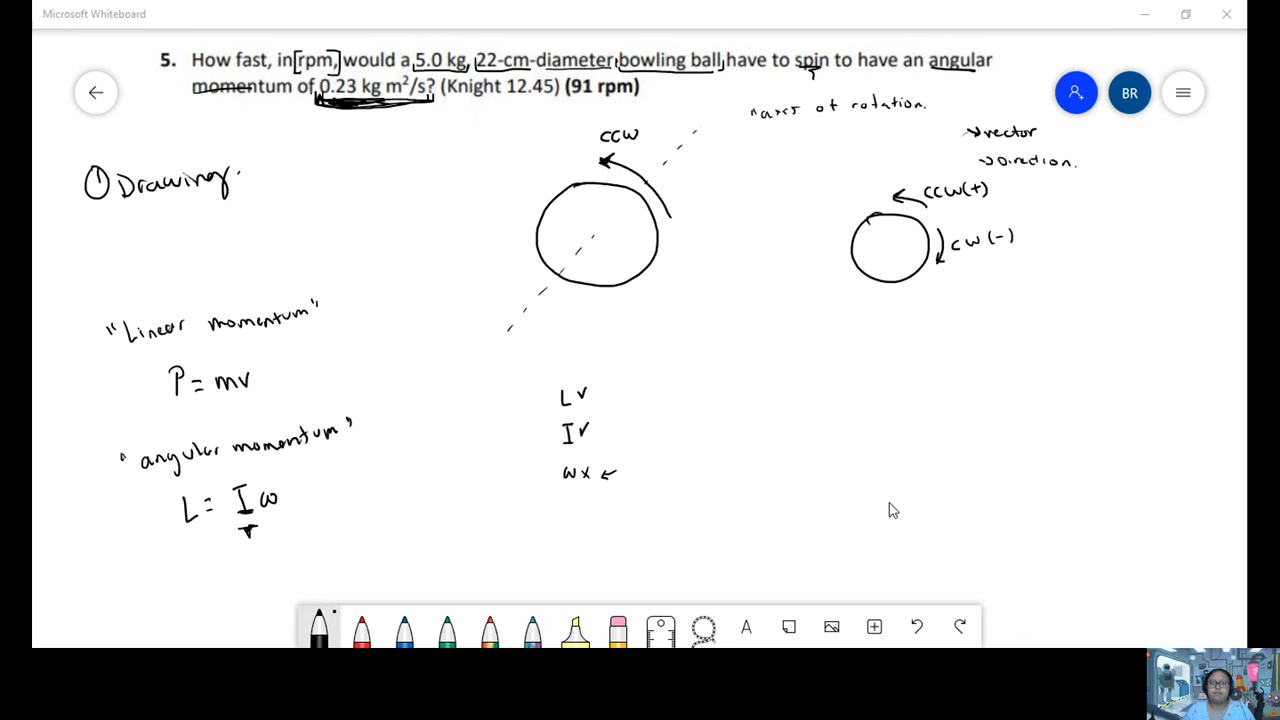 Microsoft Whiteboard
5. How fast, in rpm, would a 5.0 kg, 22-cm-diameter bowling ball have to spin to have an angular
momentum of 0.23 kg m²/s? (Knight 12.45) (91 rpm)
BR
"axis of rotation.
→vector
→Direction.
CCW
① Drawing.
CCW(+)
CW(-)
"Linear momentum"
P = mv
"angular momentum"
L = I ω
L ✓
I ✓
ω x ←
A